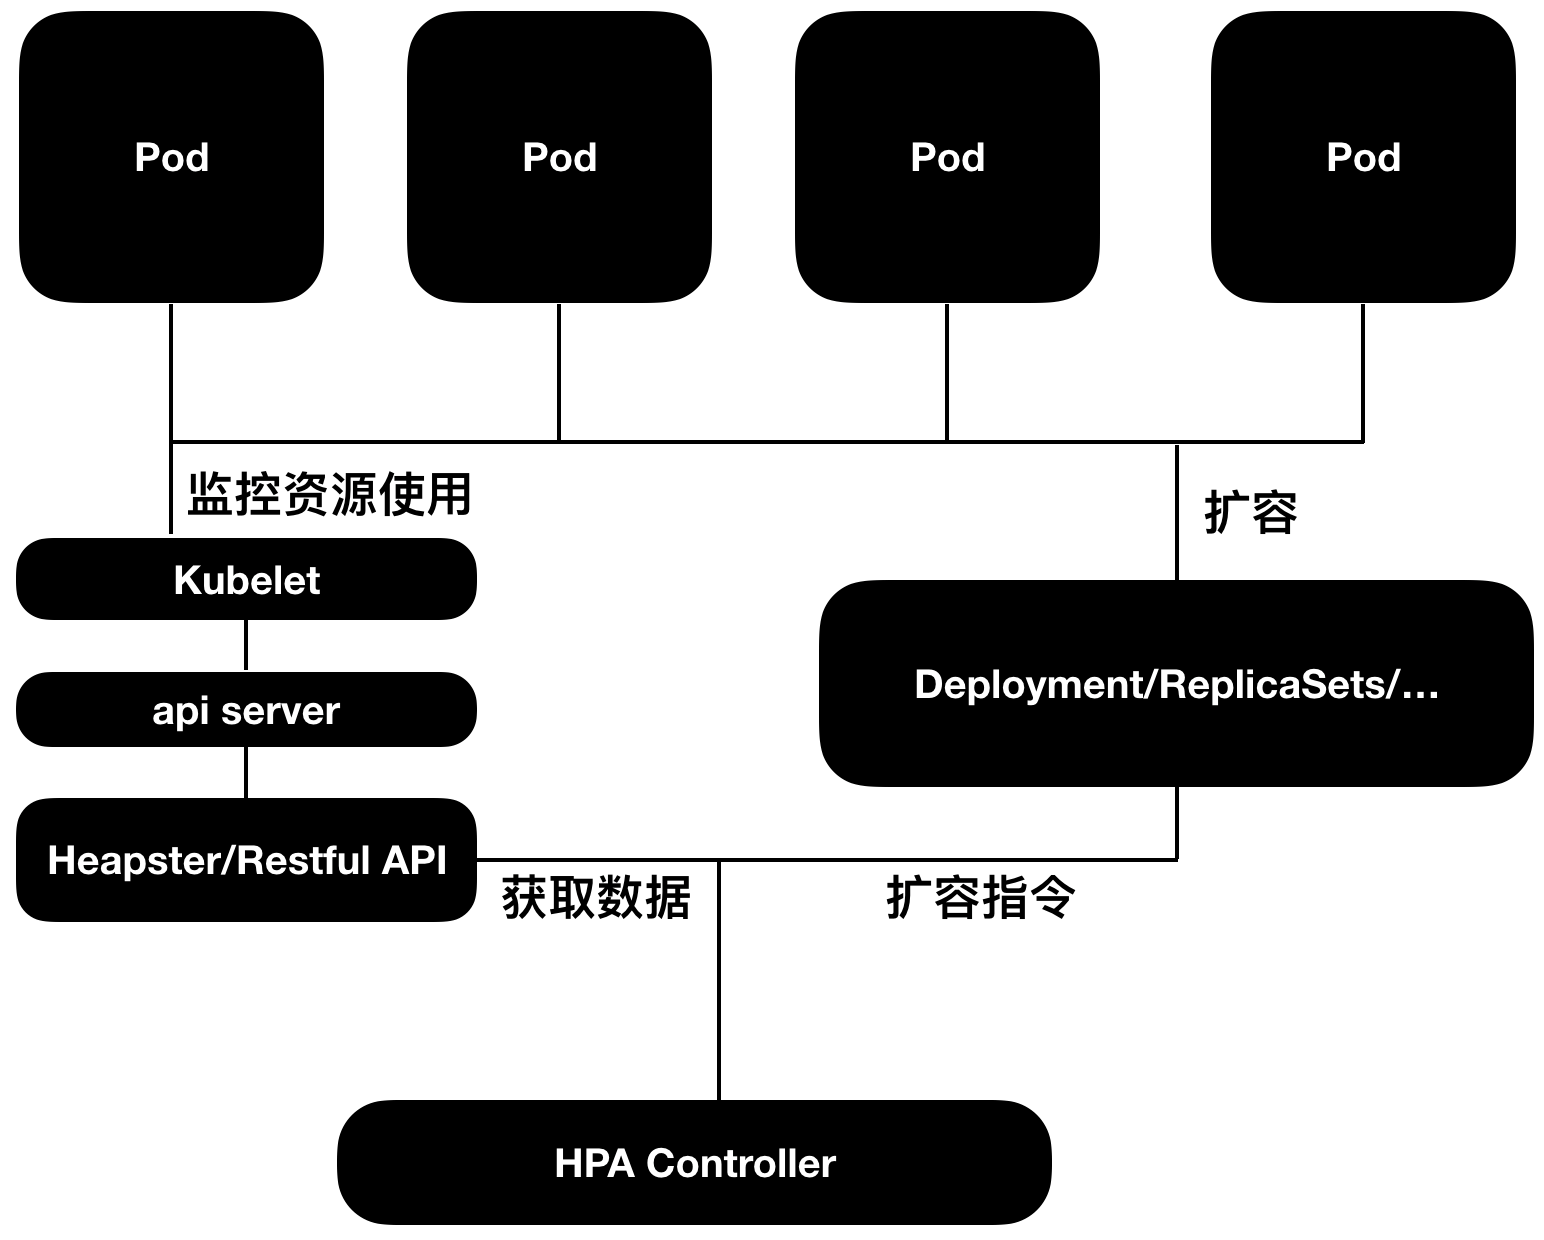 Pod
Pod
Pod
Pod
监控资源使用
扩容
Kubelet
api server
Deployment/ReplicaSets/...
Heapster/Restful API
获取数据
扩容指令
HPA Controller